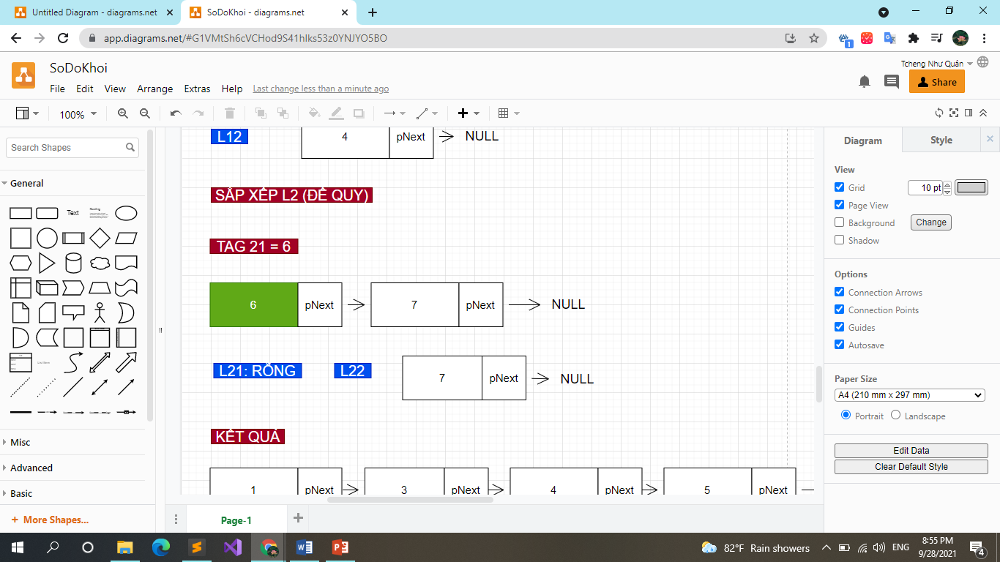 Untitled Diagram - diagrams.net
SoDoKhoi - diagrams.net
app.diagrams.net/#G1VMtSh6cVCHod9S41hIks53z0YNJYO5BO
1
SoDoKhoi
Tcheng Như Quân
File Edit View Arrange Extras Help Last change less than a minute ago
Share
100%
Search Shapes
General
Text
Heading
List Item
Misc
Advanced
Basic
+ More Shapes...
L12
4 pNext NULL
SẮP XẾP L2 (ĐỆ QUY)
TAG 21 = 6
6 pNext 7 pNext NULL
L21: RỖNG L22 7 pNext NULL
KẾT QUẢ
1 pNext 3 pNext 4 pNext 5 pNext
Page-1
Diagram Style
View
Grid 10 pt
Page View
Background Change
Shadow
Options
Connection Arrows
Connection Points
Guides
Autosave
Paper Size
A4 (210 mm x 297 mm)
Portrait Landscape
Edit Data
Clear Default Style
82°F Rain showers
ENG
8:55 PM
9/28/2021
4